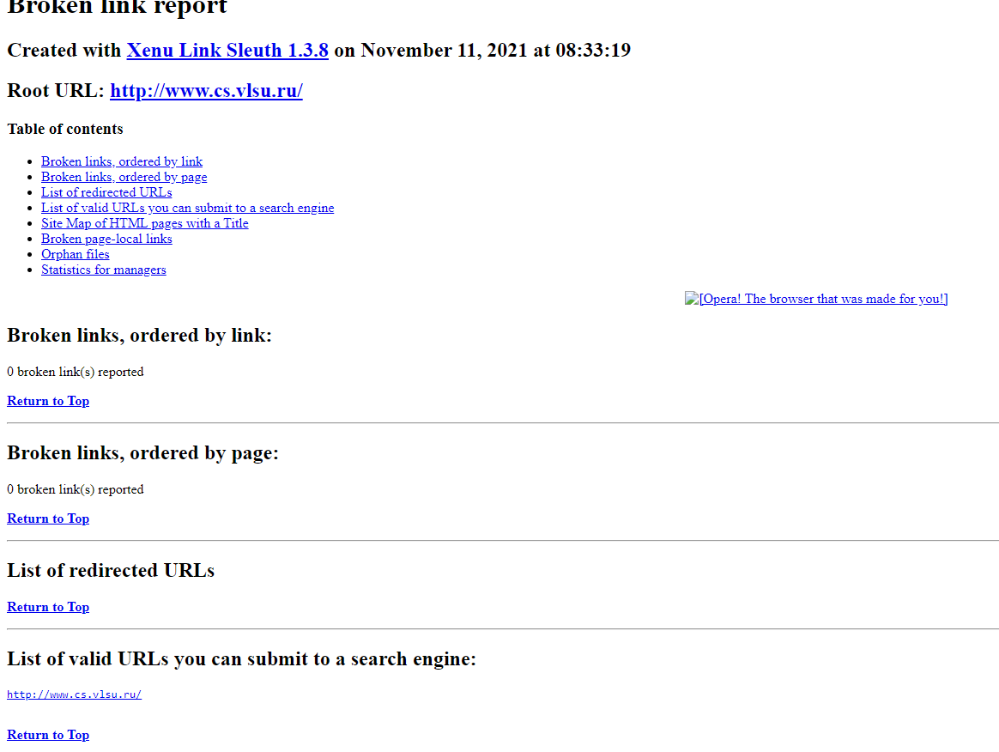 Broken link report
Created with Xenu Link Sleuth 1.3.8 on November 11, 2021 at 08:33:19
Root URL: http://www.cs.vlsu.ru/
Table of contents
Broken links, ordered by link
Broken links, ordered by page
List of redirected URLs
List of valid URLs you can submit to a search engine
Site Map of HTML pages with a Title
Broken page-local links
Orphan files
Statistics for managers
[Opera! The browser that was made for you!]
Broken links, ordered by link:
0 broken link(s) reported
Return to Top
Broken links, ordered by page:
0 broken link(s) reported
Return to Top
List of redirected URLs
Return to Top
List of valid URLs you can submit to a search engine:
http://www.cs.vlsu.ru/
Return to Top